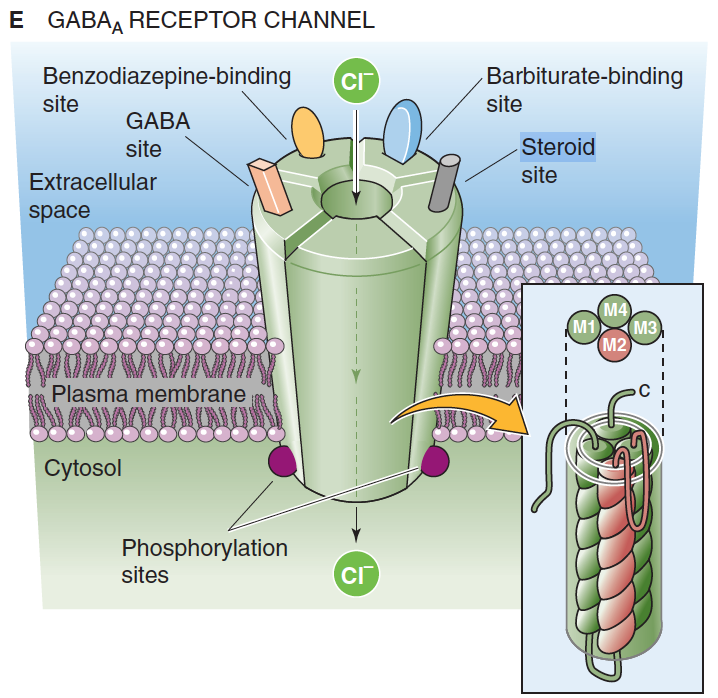 E GABA_A RECEPTOR CHANNEL
Benzodiazepine-binding
site
Cl⁻
Barbiturate-binding
site
GABA
site
Steroid
site
Extracellular
space
M4
M1
M3
M2
C
Plasma membrane
Cytosol
Phosphorylation
sites
Cl⁻